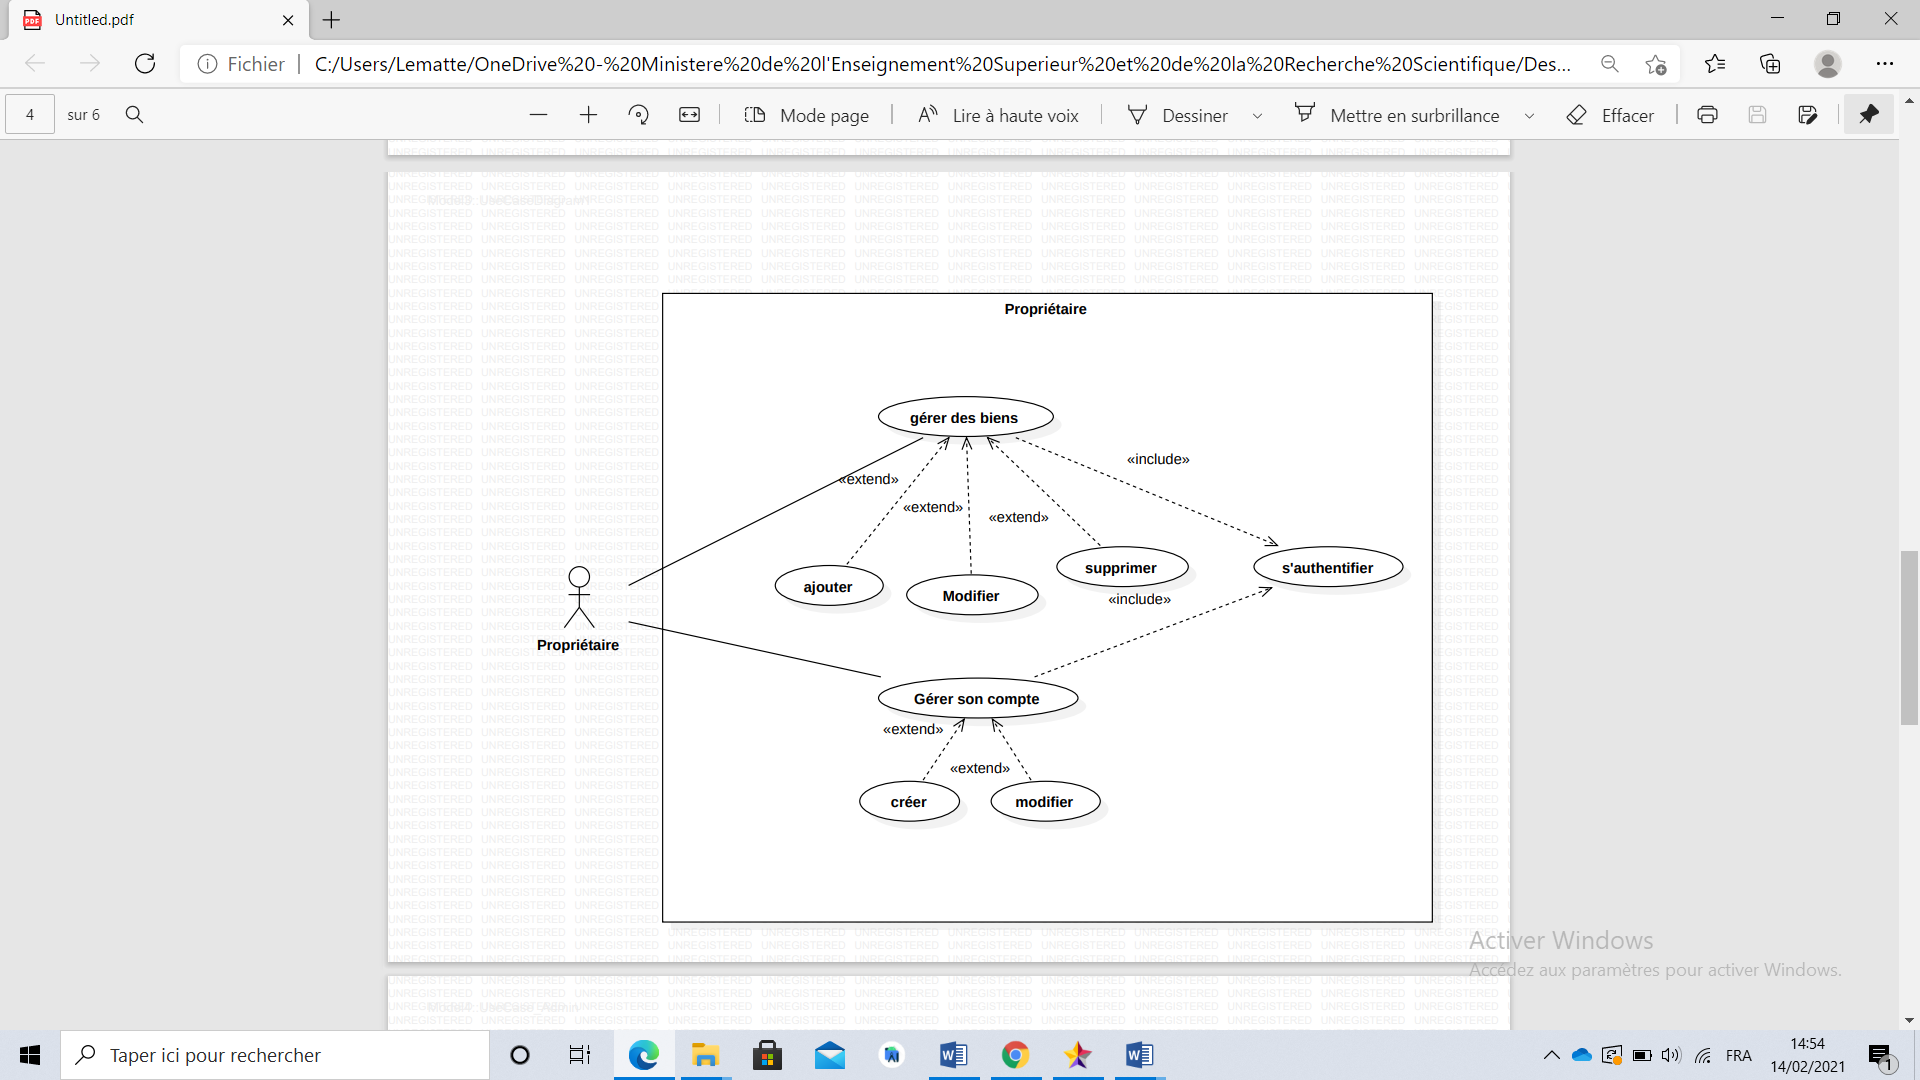 Untitled.pdf
Fichier
C:/Users/Lematte/OneDrive%20-%20Ministere%20de%20l'Enseignement%20Superieur%20et%20de%20la%20Recherche%20Scientifique/Des...
4 sur 6
Mode page
Lire à haute voix
Dessiner
Mettre en surbrillance
Effacer
UNREGISTERED
Propriétaire
gérer des biens
«include»
«extend»
«extend»
«extend»
supprimer
s'authentifier
ajouter
Modifier
«include»
Propriétaire
Gérer son compte
«extend»
«extend»
créer
modifier
Activer Windows
Accédez aux paramètres pour activer Windows.
Taper ici pour rechercher
FRA
14:54
14/02/2021
1